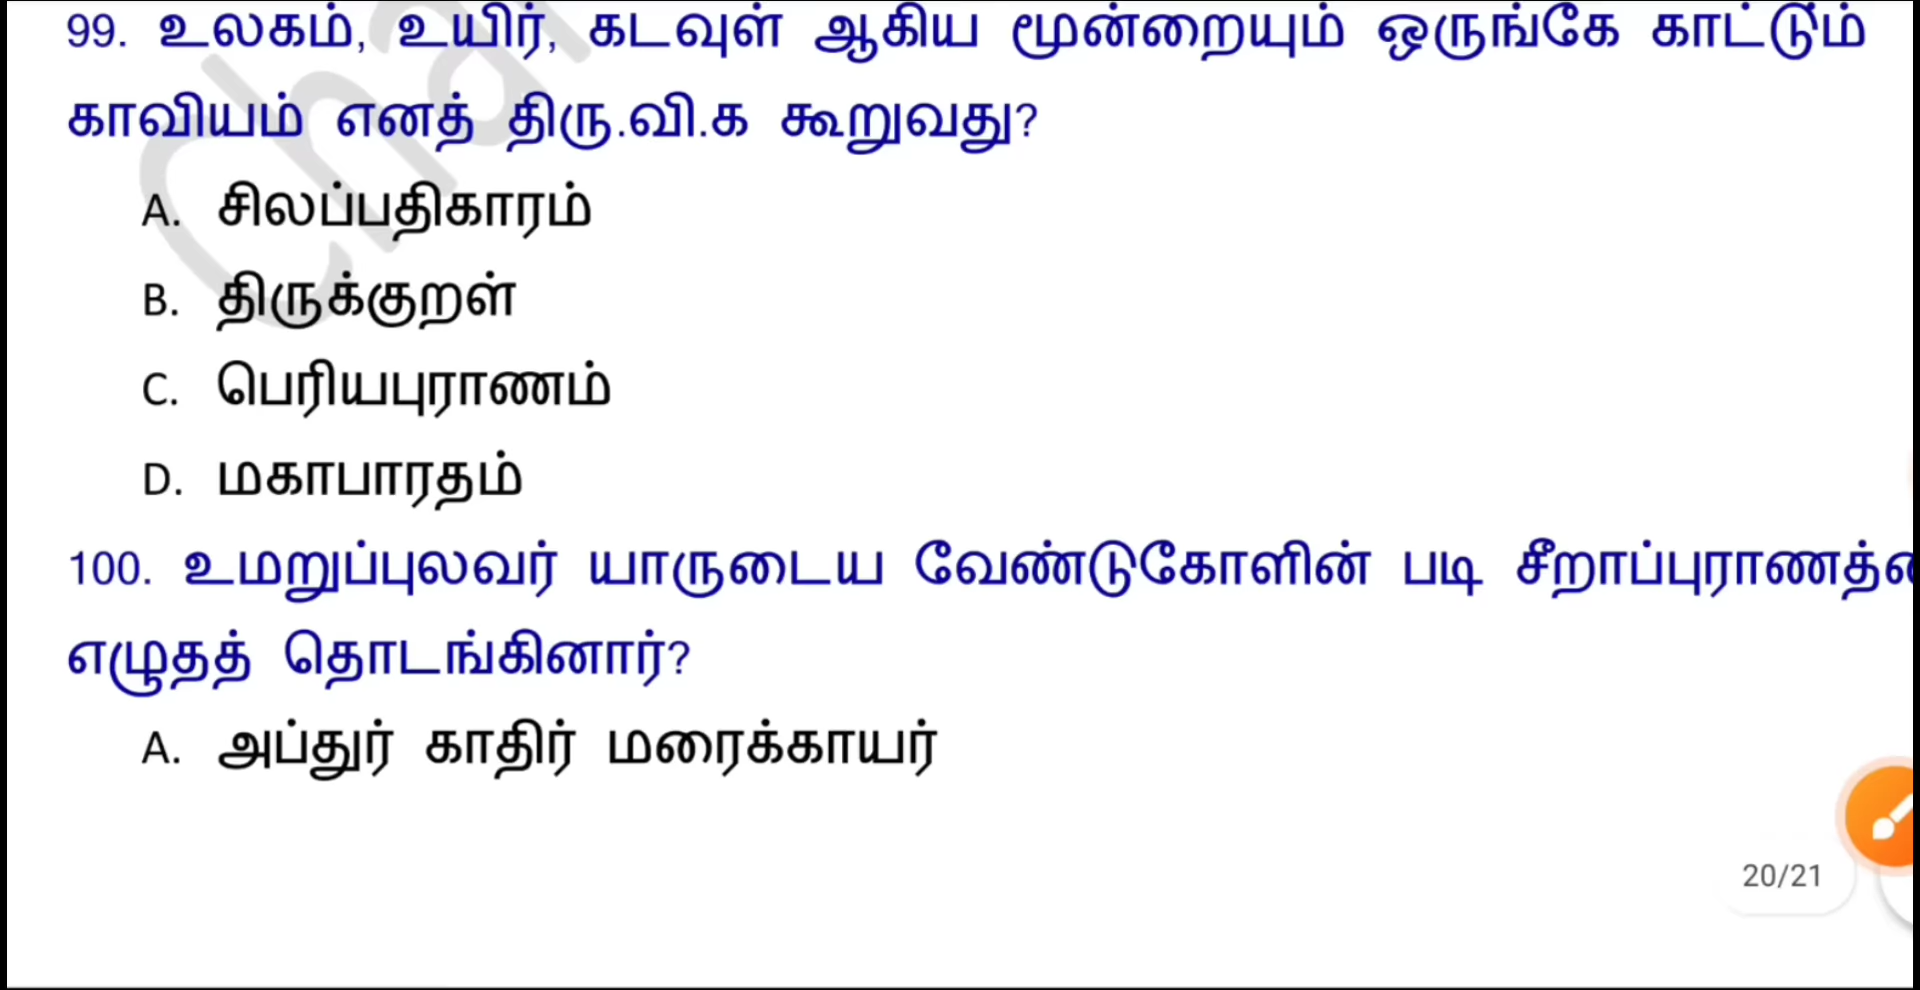 99. உலகம், உயிர், கடவுள் ஆகிய மூன்றையும் ஒருங்கே காட்டும்
காவியம் எனத் திரு.வி.க கூறுவது?
A. சிலப்பதிகாரம்
B. திருக்குறள்
C. பெரியபுராணம்
D. மகாபாரதம்
100. உமறுப்புலவர் யாருடைய வேண்டுகோளின் படி
எழுதத் தொடங்கினார்?
A. அப்துர் காதிர் மரைக்காயர்
20/21